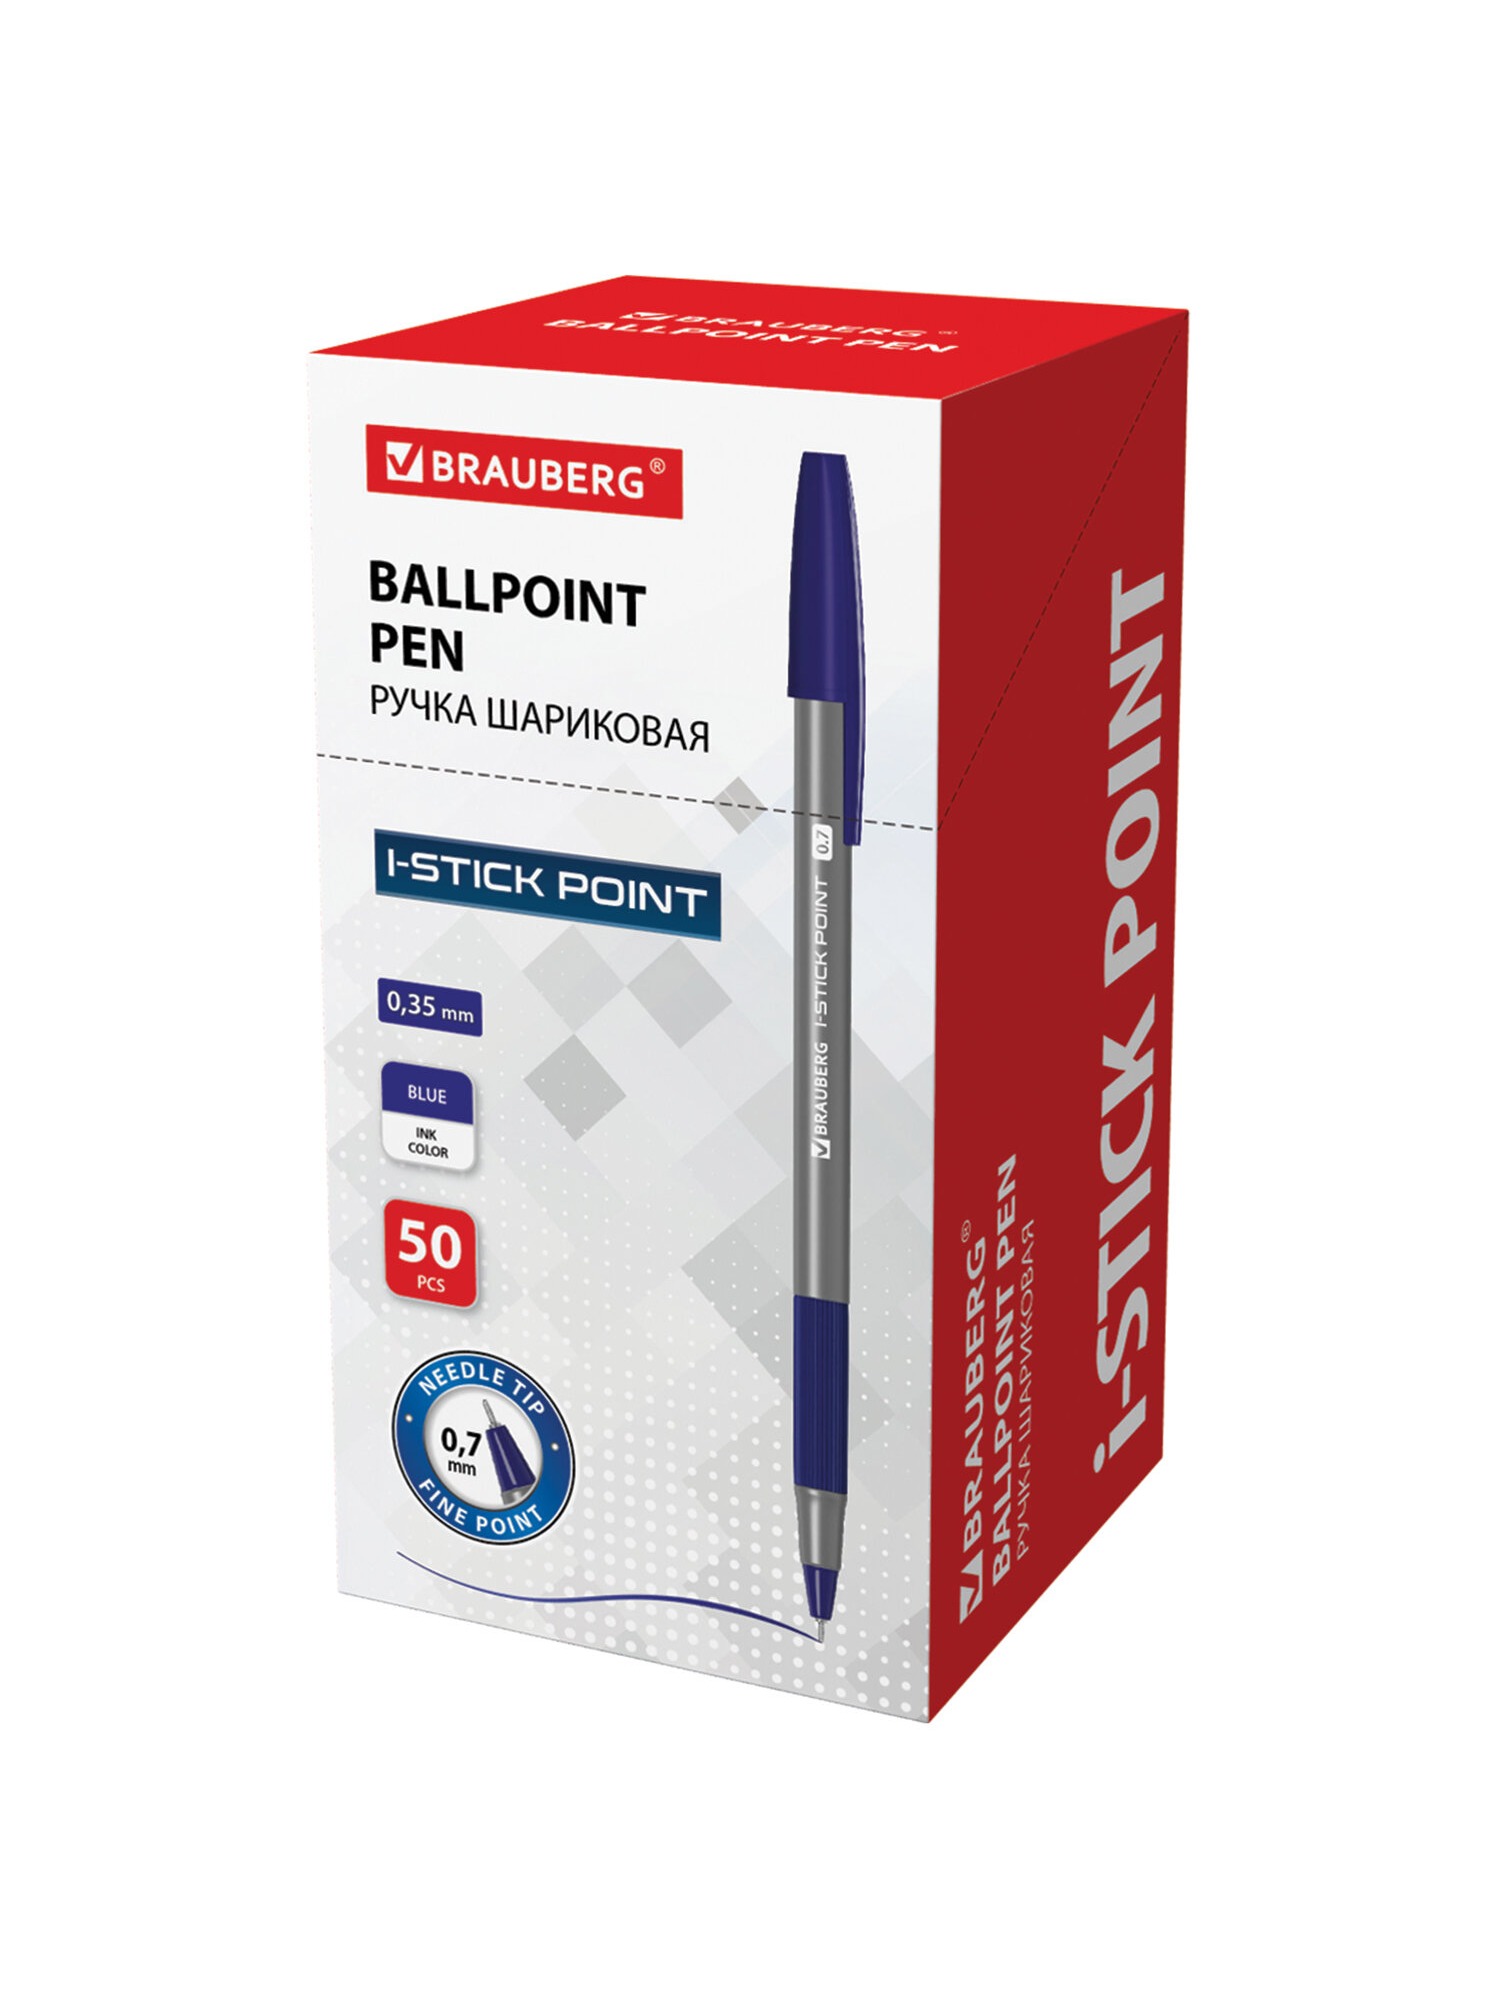 BRAUBERG®
BALLPOINT PEN
BRAUBERG®
BALLPOINT
PEN
РУЧКА ШАРИКОВАЯ
I-STICK POINT
0,35 mm
BLUE
INK
COLOR
50
PCS
NEEDLE TIP
0,7
mm
FINE POINT
BRAUBERG I-STICK POINT 0.7
BRAUBERG®
BALLPOINT PEN
РУЧКА ШАРИКОВАЯ
i-STICK POINT